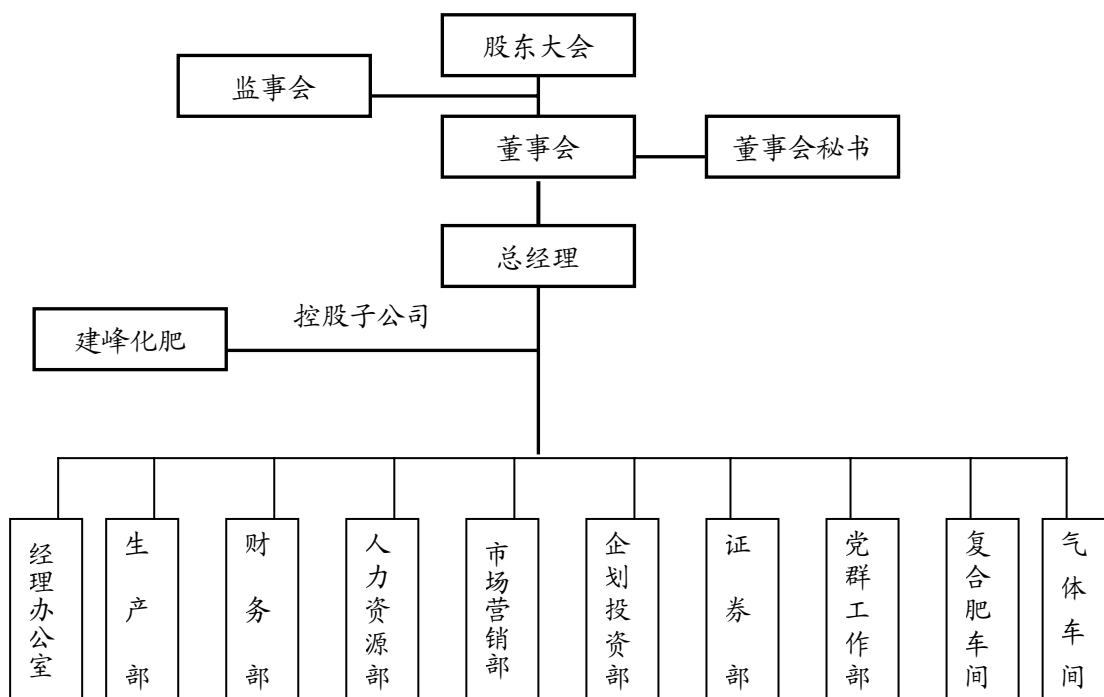 股东大会
监事会
董事会
董事会秘书
总经理
控股子公司
建峰化肥
经理办公室
生产部
财务部
人力资源部
市场营销部
企划投资部
证券部
党群工作部
复合肥车间
气体车间